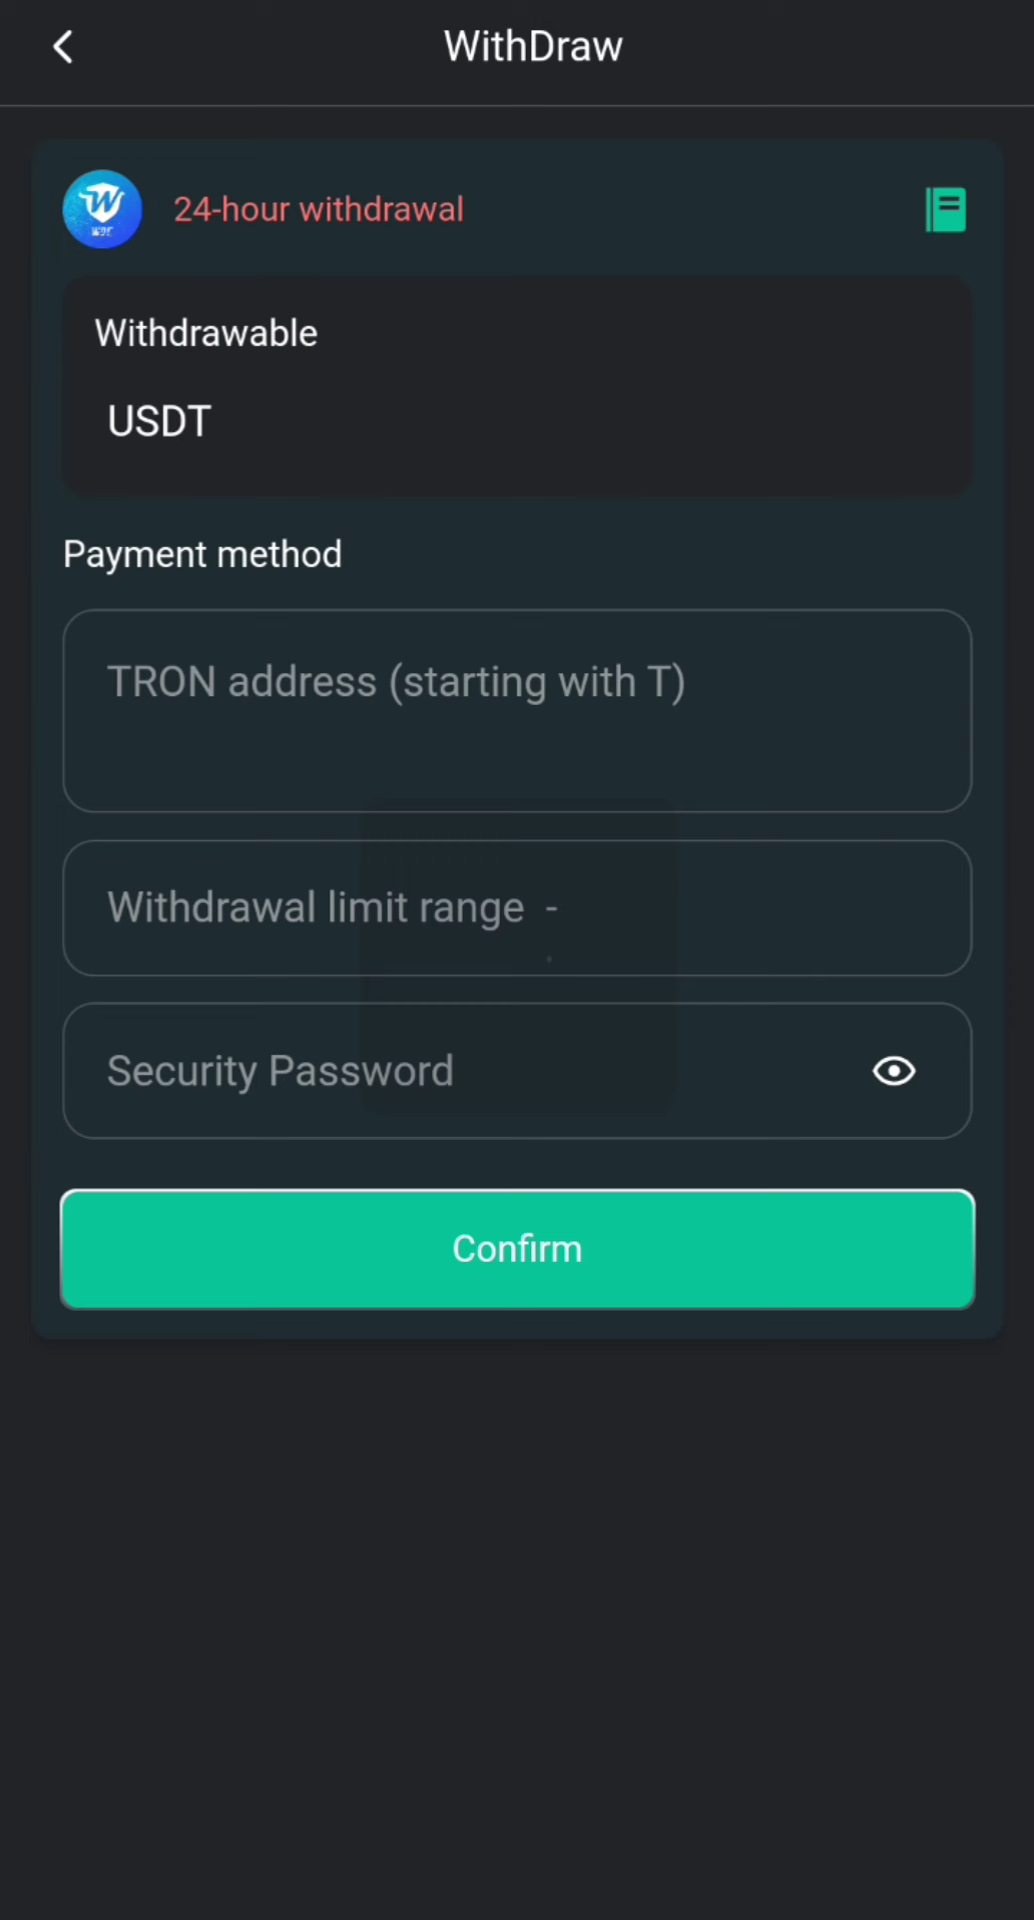 WithDraw
24-hour withdrawal
Withdrawable
USDT
Payment method
TRON address (starting with T)
Withdrawal limit range -
Security Password
Confirm